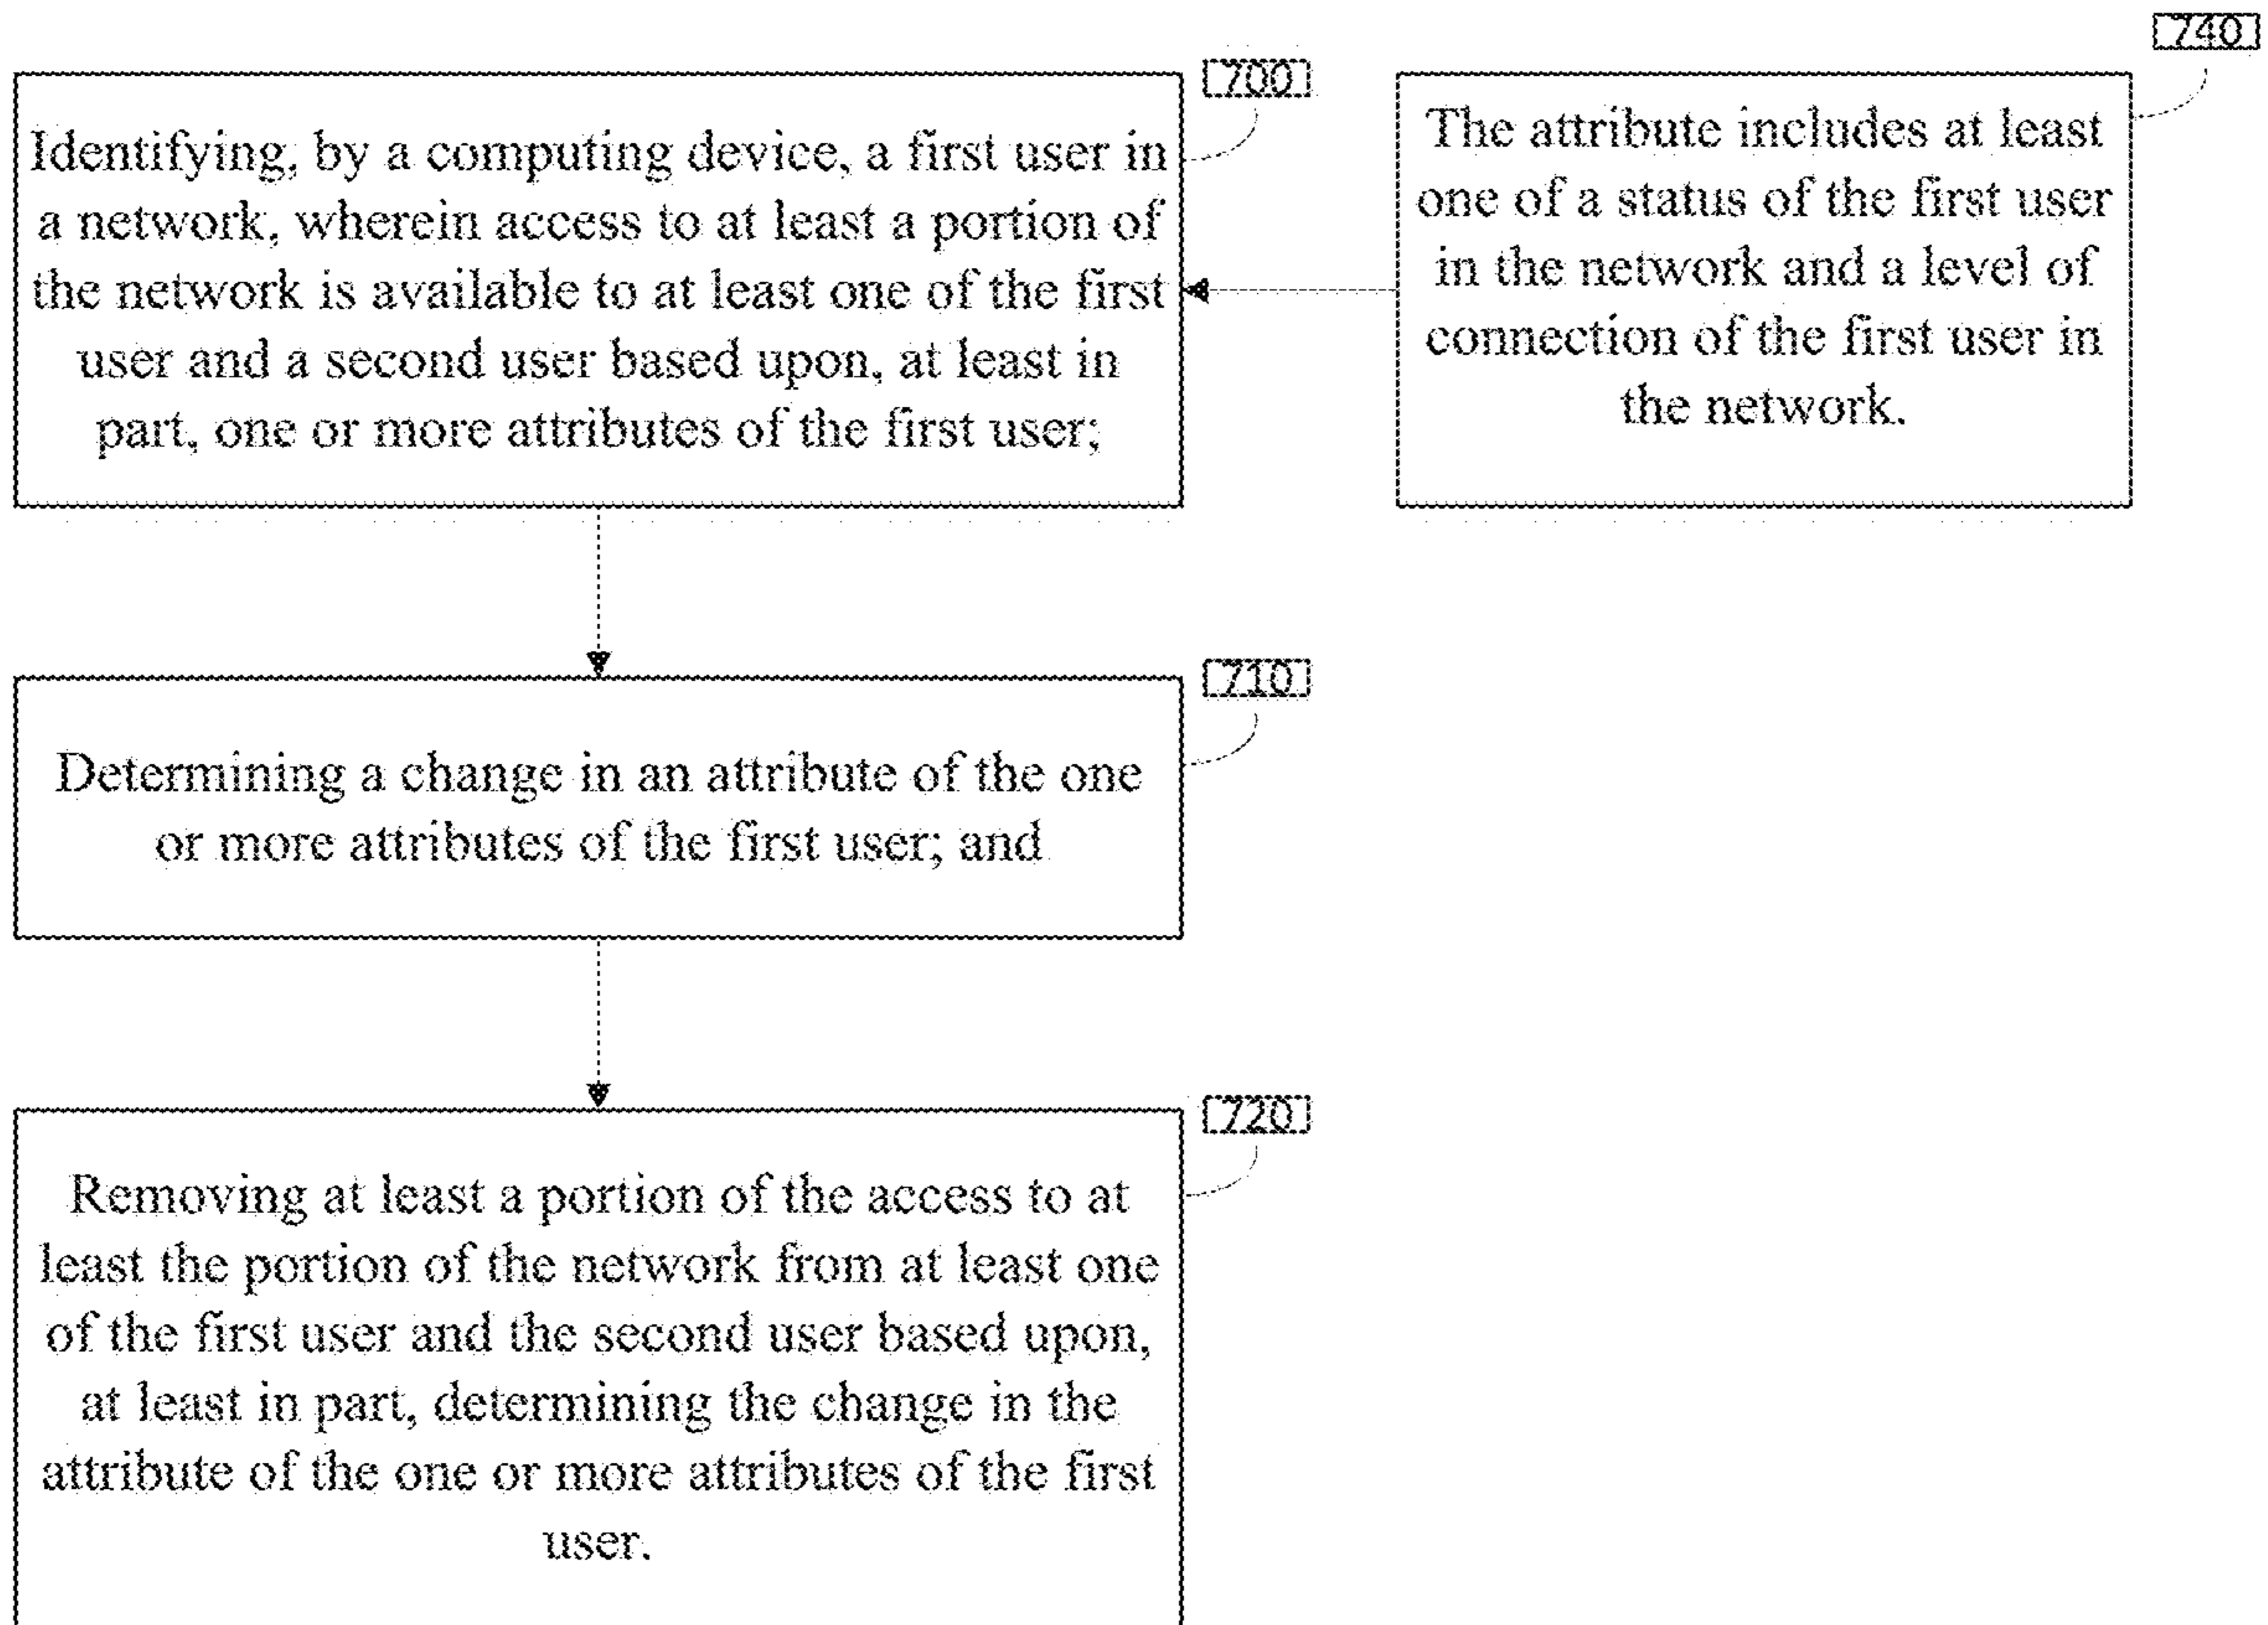 700
Identifying, by a computing device, a first user in
a network, wherein access to at least a portion of
the network is available to at least one of the first
user and a second user based upon, at least in
part, one or more attributes of the first user;
740
The attribute includes at least
one of a status of the first user
in the network and a level of
connection of the first user in
the network.
710
Determining a change in an attribute of the one
or more attributes of the first user; and
720
Removing at least a portion of the access to at
least the portion of the network from at least one
of the first user and the second user based upon,
at least in part, determining the change in the
attribute of the one or more attributes of the first
user.